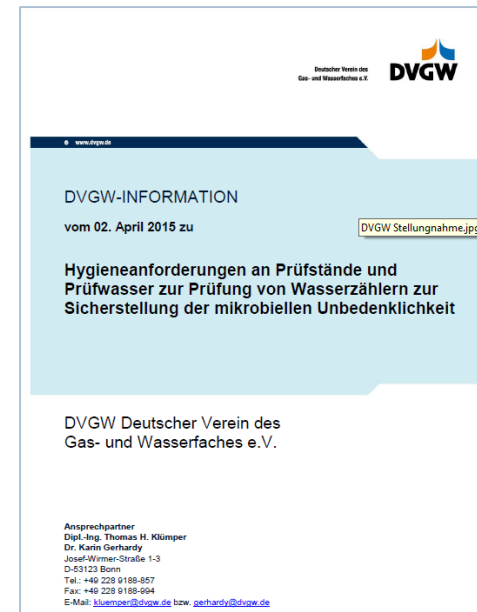 Deutscher Verein des
Gas- und Wasserfaches e.V.
DVGW
www.dvgw.de
DVGW-INFORMATION
vom 02. April 2015 zu
DVGW Stellungnahme.jpg
Hygieneanforderungen an Prüfstände und
Prüfwasser zur Prüfung von Wasserzählern zur
Sicherstellung der mikrobiellen Unbedenklichkeit
DVGW Deutscher Verein des
Gas- und Wasserfaches e.V.
Ansprechpartner
Dipl.-Ing. Thomas H. Klümper
Dr. Karin Gerhardy
Josef-Wirmer-Straße 1-3
D-53123 Bonn
Tel.: +49 228 9188-857
Fax: +49 228 9188-994
E-Mail: kluemper@dvgw.de bzw. gerhardy@dvgw.de